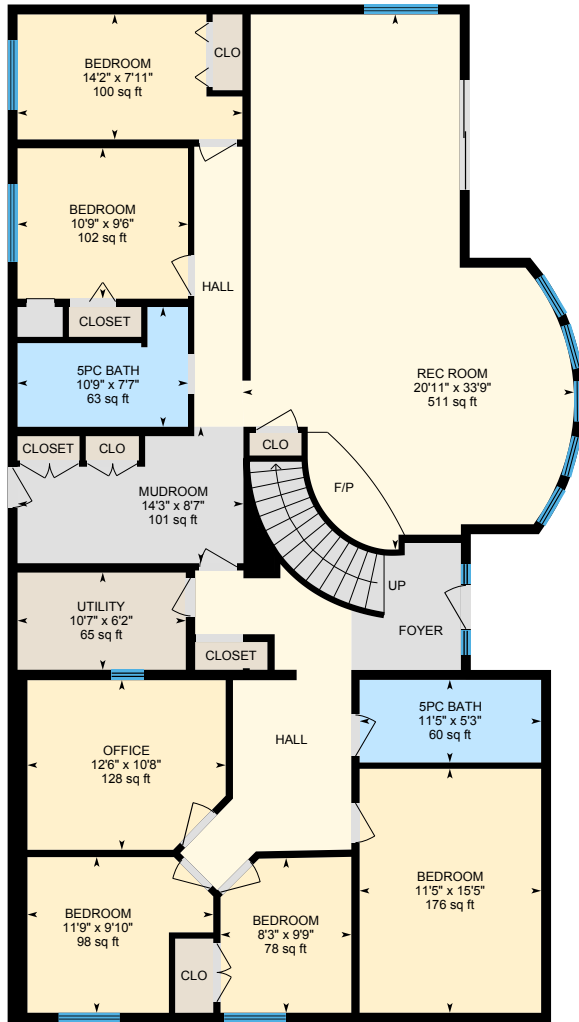 BEDROOM
14'2" x 7'11"
100 sq ft
CLO
BEDROOM
10'9" x 9'6"
102 sq ft
HALL
CLOSET
5PC BATH
10'9" x 7'7"
63 sq ft
REC ROOM
20'11" x 33'9"
511 sq ft
CLOSET
CLO
CLO
MUDROOM
14'3" x 8'7"
101 sq ft
F/P
UP
UTILITY
10'7" x 6'2"
65 sq ft
FOYER
CLOSET
5PC BATH
11'5" x 5'3"
60 sq ft
HALL
OFFICE
12'6" x 10'8"
128 sq ft
BEDROOM
11'5" x 15'5"
176 sq ft
BEDROOM
11'9" x 9'10"
98 sq ft
BEDROOM
8'3" x 9'9"
78 sq ft
CLO